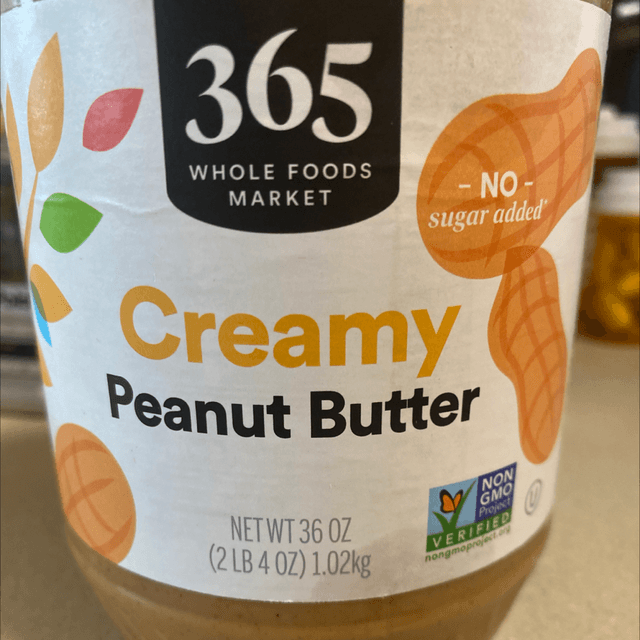 365
WHOLE FOODS
MARKET
- NO -
sugar added*
Creamy
Peanut Butter
NET WT 36 OZ
(2 LB 4 OZ) 1.02kg
NON
GMO
Project
VERIFIED
nongmoproject.org
U